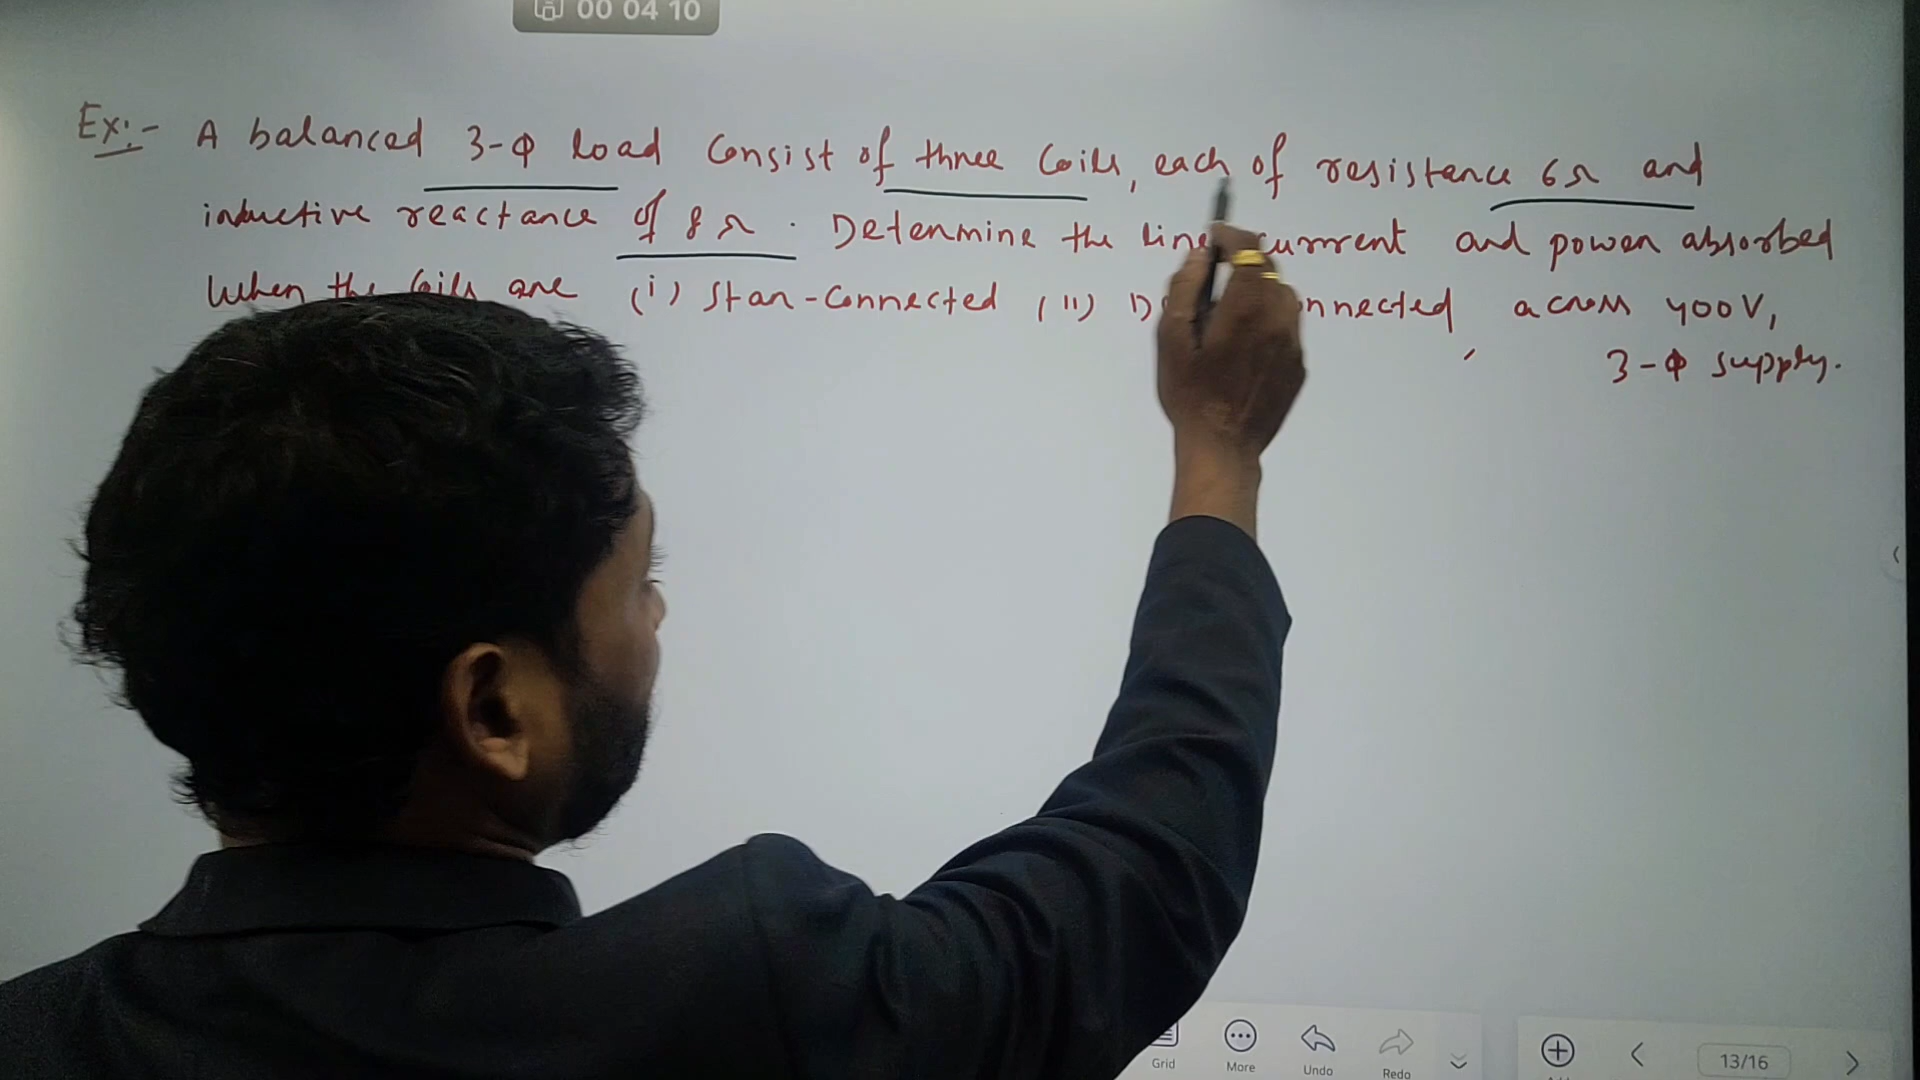 00 04 10
Ex:- A balanced 3-Φ load Consist of three Coils, each of resistance 6Ω and
inductive reactance of 8Ω. Determine the line current and power absorbed
When the Coils are (i) Star-Connected (ii) across 400V,
3-Φ supply.
Grid More Undo Redo
13/16